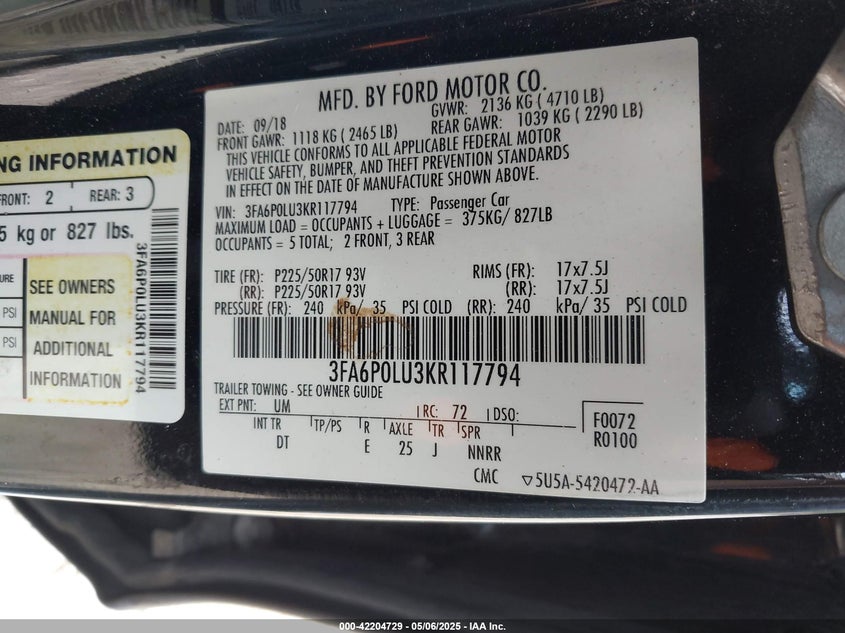 NG INFORMATION
FRONT: 2 REAR: 3
5 kg or 827 lbs.
PSI
PSI
SEE OWNERS
MANUAL FOR
ADDITIONAL
INFORMATION
3FA6P0LU3KR117794
MFD. BY FORD MOTOR CO.
DATE: 09/18 GVWR: 2136 KG ( 4710 LB)
FRONT GAWR: 1118 KG ( 2465 LB) REAR GAWR: 1039 KG ( 2290 LB)
THIS VEHICLE CONFORMS TO ALL APPLICABLE FEDERAL MOTOR
VEHICLE SAFETY, BUMPER, AND THEFT PREVENTION STANDARDS
IN EFFECT ON THE DATE OF MANUFACTURE SHOWN ABOVE.
VIN: 3FA6P0LU3KR117794 TYPE: Passenger Car
MAXIMUM LOAD = OCCUPANTS + LUGGAGE = 375KG/ 827LB
OCCUPANTS = 5 TOTAL; 2 FRONT, 3 REAR
TIRE (FR): P225/50R17 93V RIMS (FR): 17x7.5J
(RR): P225/50R17 93V (RR): 17x7.5J
PRESSURE (FR): 240 kPa/ 35 PSI COLD (RR): 240 kPa/ 35 PSI COLD
3FA6P0LU3KR117794
TRAILER TOWING - SEE OWNER GUIDE
EXT PNT: UM RC: 72 DSO:
INT TR TP/PS R AXLE TR SPR
DT E 25 J NNRR
F0072
R0100
CMC 5U5A-5420472-AA
000-42204729 - 05/06/2025 - IAA Inc.